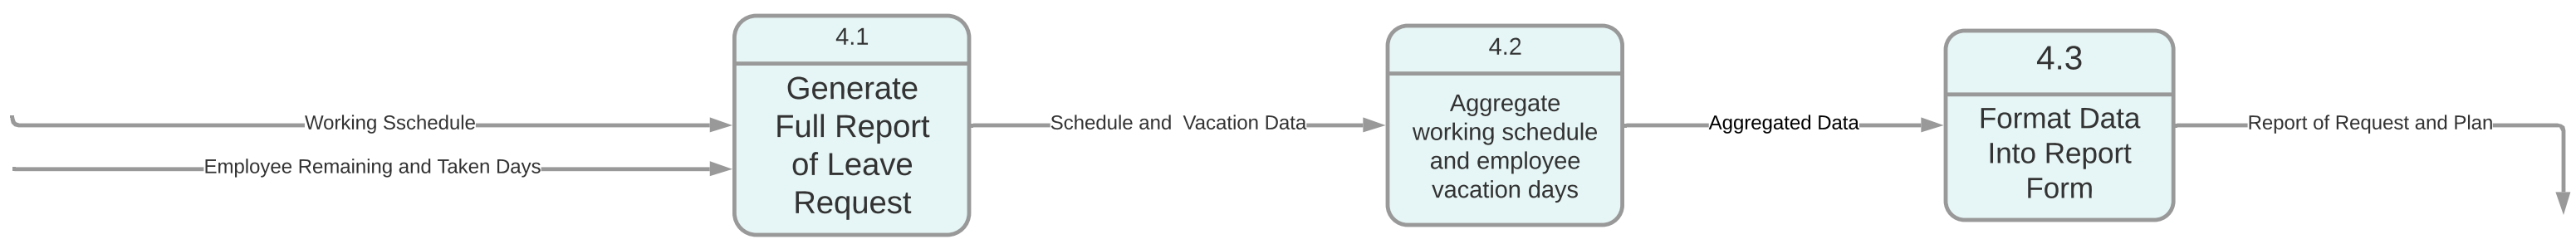 4.1
Generate
Full Report
of Leave
Request
Working Sschedule
Employee Remaining and Taken Days
Schedule and  Vacation Data
4.2
Aggregate
working schedule
and employee
vacation days
Aggregated Data
4.3
Format Data
Into Report
Form
Report of Request and Plan